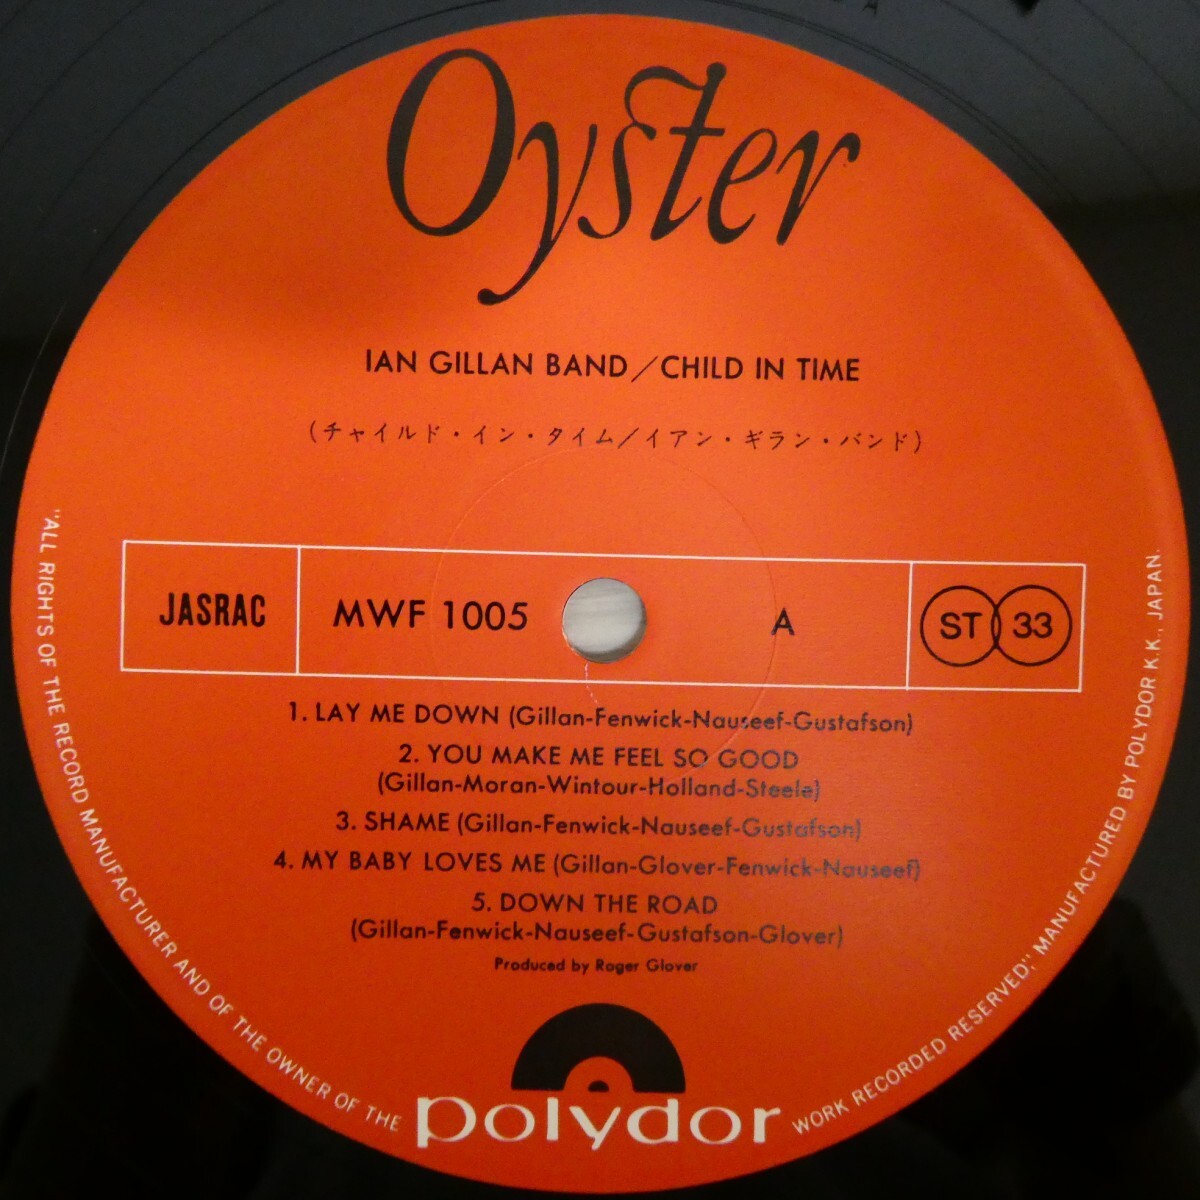 Oyster
IAN GILLAN BAND/CHILD IN TIME
(チャイルド・イン・タイム/イアン・ギラン・バンド)
JASRAC
MWF 1005
A
ST 33
1. LAY ME DOWN (Gillan-Fenwick-Nauseef-Gustafson)
2. YOU MAKE ME FEEL SO GOOD
(Gillan-Moran-Wintour-Holland-Steele)
3. SHAME (Gillan-Fenwick-Nauseef-Gustafson)
4. MY BABY LOVES ME (Gillan-Glover-Fenwick-Nauseef)
5. DOWN THE ROAD
(Gillan-Fenwick-Nauseef-Gustafson-Glover)
Produced by Roger Glover
polydor
"ALL RIGHTS OF THE RECORD MANUFACTURER AND OF THE OWNER OF THE WORK RECORDED RESERVED," MANUFACTURED BY POLYDOR K.K., JAPAN.